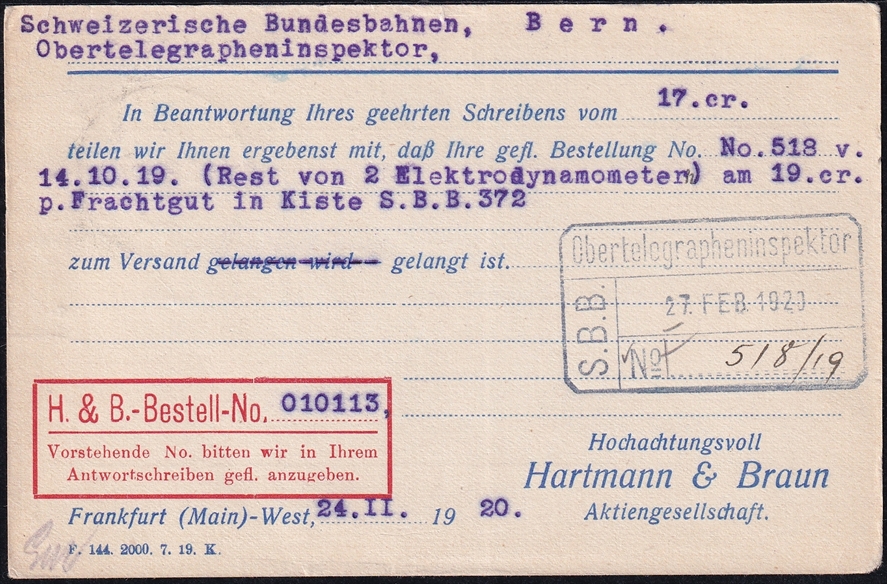 Schweizerische Bundesbahnen, B e r n .
Obertelegrapheninspektor,
In Beantwortung Ihres geehrten Schreibens vom 17.cr.
teilen wir Ihnen ergebenst mit, daß Ihre gefl. Bestellung No. No.518 v.
14.10.19. (Rest von 2 Elektrodynamometern) am 19.cr.
p.Frachtgut in Kiste S.B.B.372
zum Versand gelangen wird gelangt ist.
Obertelegrapheninspektor
S.B.B.
27. FEB. 1920
No 518/19
H. & B.-Bestell-No. 010113,
Vorstehende No. bitten wir in Ihrem
Antwortschreiben gefl. anzugeben.
Hochachtungsvoll
Hartmann & Braun
Aktiengesellschaft.
Frankfurt (Main)-West, 24.II. 1920.
F. 144. 2000. 7. 19. K.